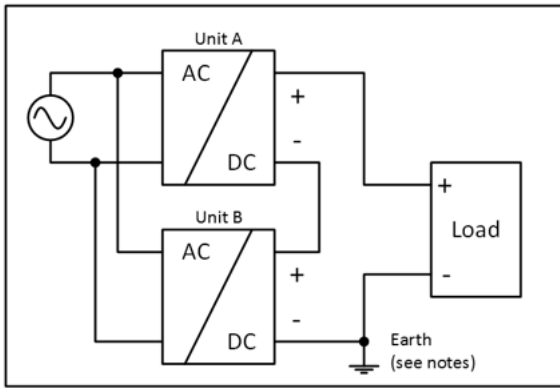 Unit A
AC
+
-
DC
Unit B
AC
+
-
DC
+
Load
-
Earth
(see notes)